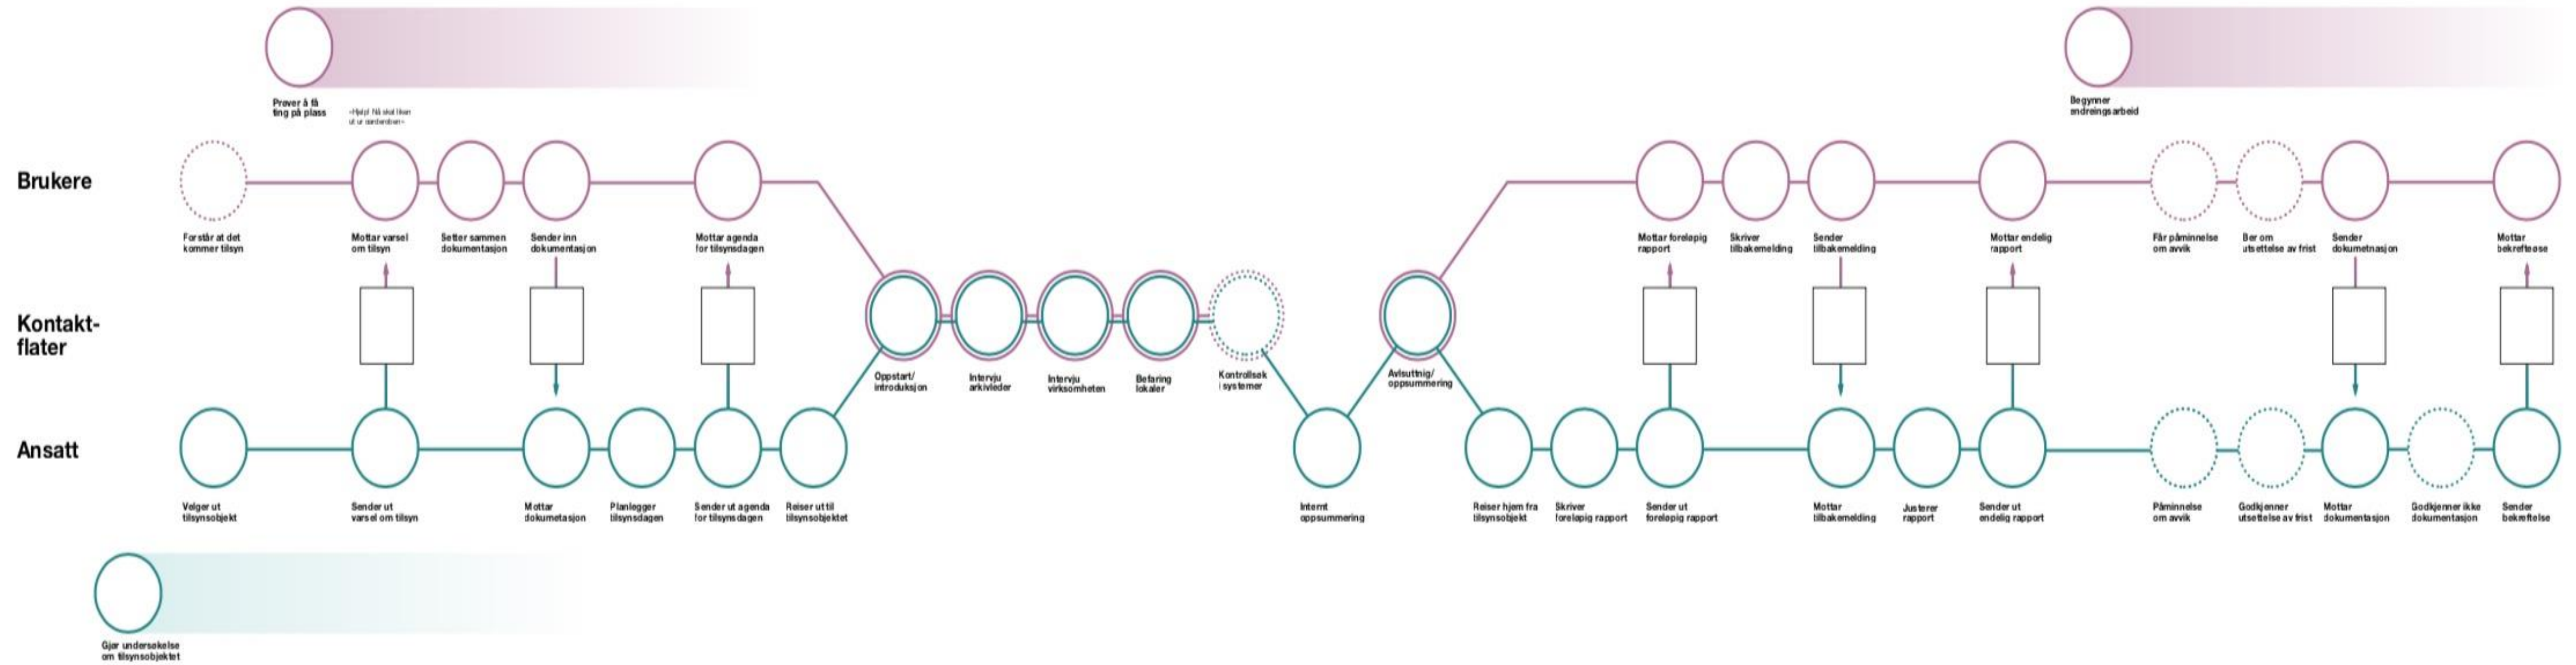 Prøver å få
ting på plass
«Hjelp! Nå skal liken
ut ur garderoben»
Begynner
endreingsarbeid
Brukere
Forstår at det
kommer tilsyn
Mottar varsel
om tilsyn
Setter sammen
dokumentasjon
Sender inn
dokumentasjon
Mottar agenda
for tilsynsdagen
Mottar foreløpig
rapport
Skriver
tilbakemelding
Sender
tilbakemelding
Mottar endelig
rapport
Får påminnelse
om avvik
Ber om
utsettelse av frist
Sender
dokumetnasjon
Mottar
bekrefteøse
Kontakt-
flater
Oppstart/
introduksjon
Intervju
arkivleder
Intervju
virksomheten
Befaring
lokaler
Kontrollsøk
i systemer
Avlsuttnig/
oppsummering
Ansatt
Velger ut
tilsynsobjekt
Sender ut
varsel om tilsyn
Mottar
dokumetasjon
Planlegger
tilsynsdagen
Sender ut agenda
for tilsynsdagen
Reiser ut til
tilsynsobjektet
Internt
oppsummering
Reiser hjem fra
tilsynsobjekt
Skriver
foreløpig rapport
Sender ut
foreløpig rapport
Mottar
tilbakemelding
Justerer
rapport
Sender ut
endelig rapport
Påminnelse
om avvik
Godkjenner
utsettelse av frist
Mottar
dokumentasjon
Godkjenner ikke
dokumentasjon
Sender
bekreftelse
Gjør undersøkelse
om tilsynsobjektet